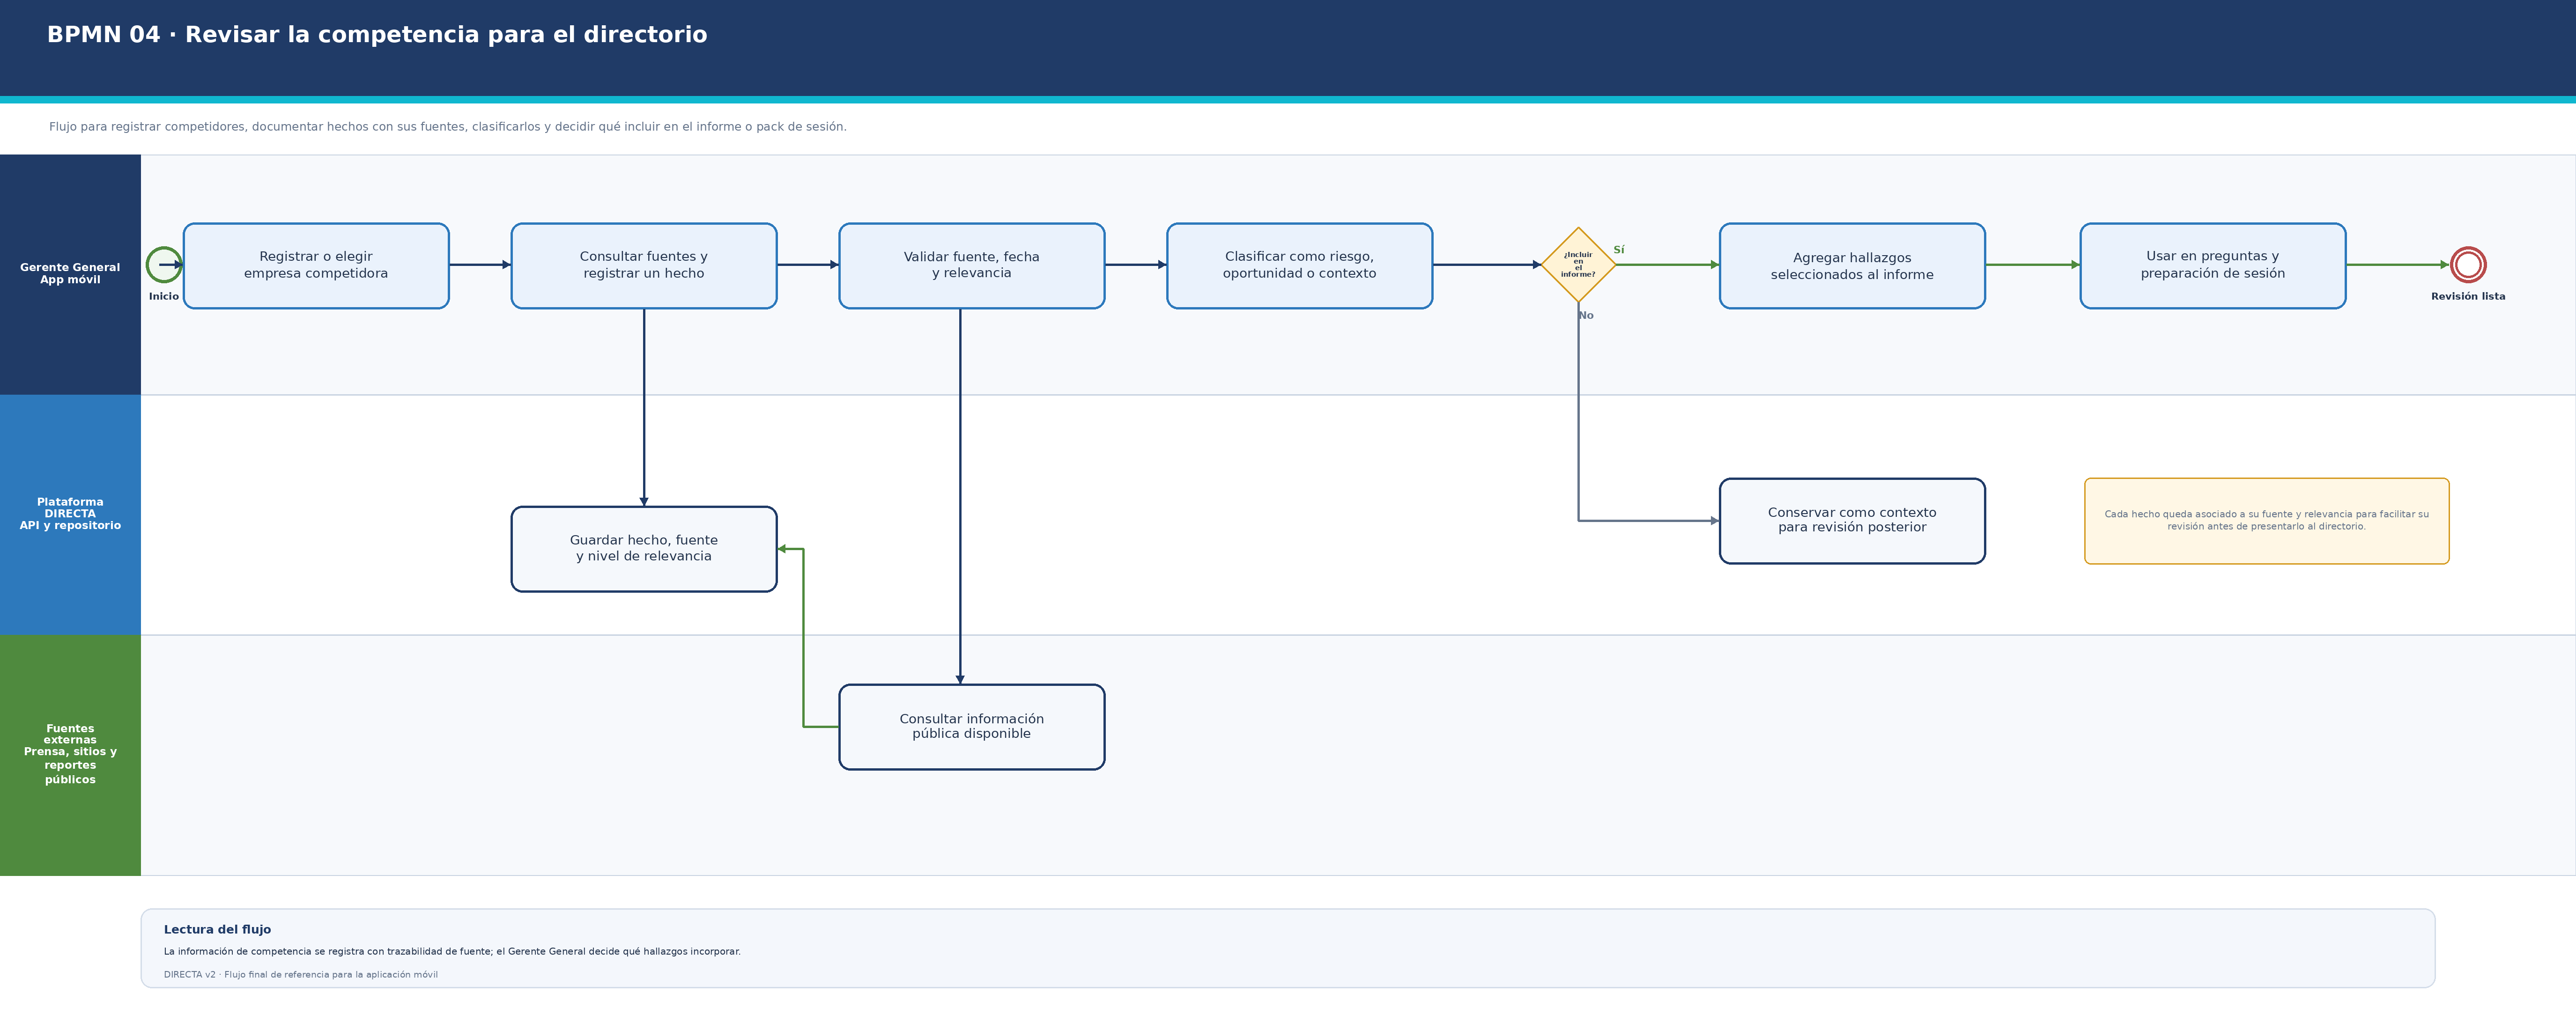 BPMN 04 · Revisar la competencia para el directorio
Flujo para registrar competidores, documentar hechos con sus fuentes, clasificarlos y decidir qué incluir en el informe o pack de sesión.
Gerente General
App móvil
Inicio
Registrar o elegir
empresa competidora
Consultar fuentes y
registrar un hecho
Validar fuente, fecha
y relevancia
Clasificar como riesgo,
oportunidad o contexto
¿Incluir
en
el
informe?
Sí
No
Agregar hallazgos
seleccionados al informe
Usar en preguntas y
preparación de sesión
Revisión lista
Plataforma
DIRECTA
API y repositorio
Guardar hecho, fuente
y nivel de relevancia
Conservar como contexto
para revisión posterior
Cada hecho queda asociado a su fuente y relevancia para facilitar su
revisión antes de presentarlo al directorio.
Fuentes
externas
Prensa, sitios y
reportes
públicos
Consultar información
pública disponible
Lectura del flujo
La información de competencia se registra con trazabilidad de fuente; el Gerente General decide qué hallazgos incorporar.
DIRECTA v2 · Flujo final de referencia para la aplicación móvil